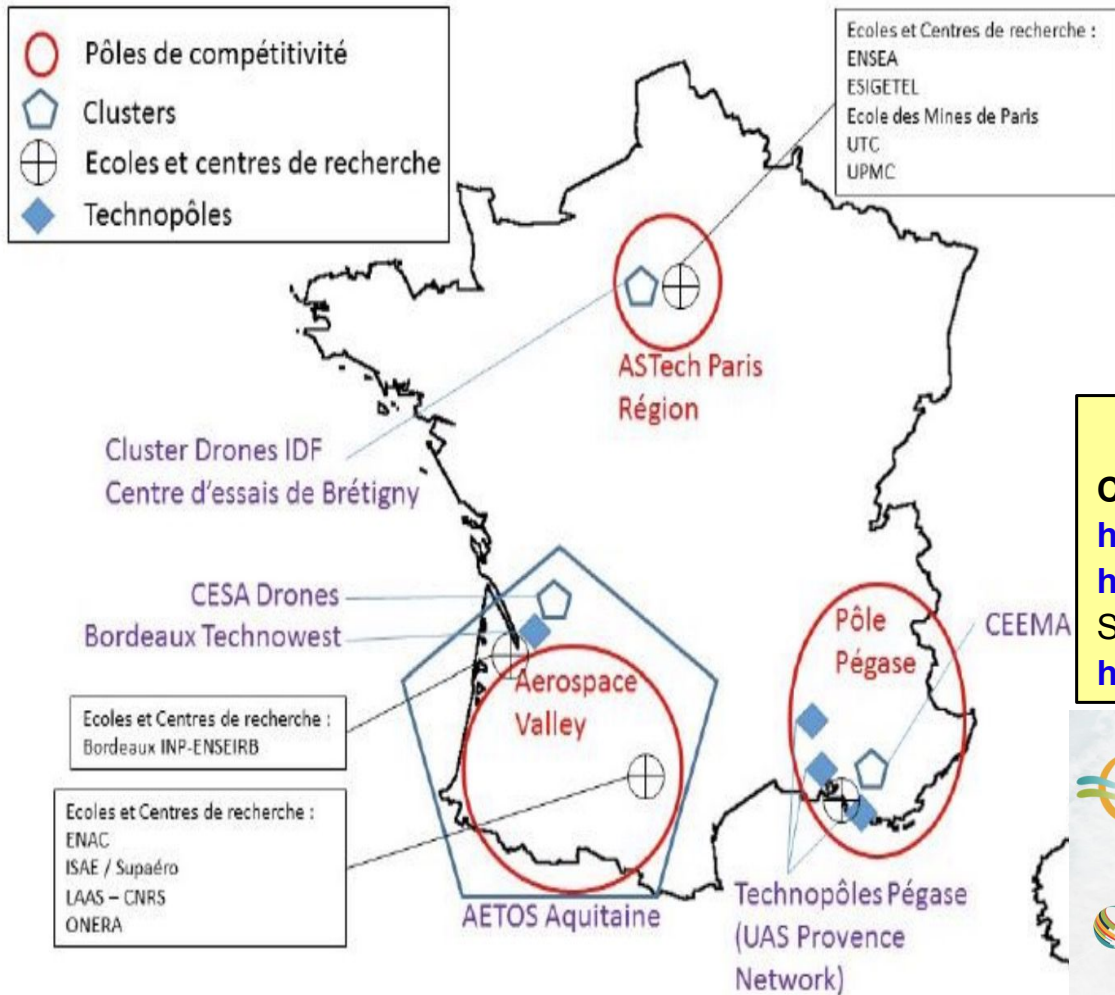 Pôles de compétitivité
Clusters
Ecoles et centres de recherche
Technopôles
Ecoles et Centres de recherche :
ENSEA
ESIGETEL
Ecole des Mines de Paris
UTC
UPMC
ASTech Paris
Région
Cluster Drones IDF
Centre d'essais de Brétigny
CESA Drones
Bordeaux Technowest
Pôle
Pégase
CEEMA
Aerospace
Valley
Ecoles et Centres de recherche :
Bordeaux INP-ENSEIRB
Ecoles et Centres de recherche :
ENAC
ISAE / Supaéro
LAAS – CNRS
ONERA
AETOS Aquitaine
Technopôles Pégase
(UAS Provence
Network)